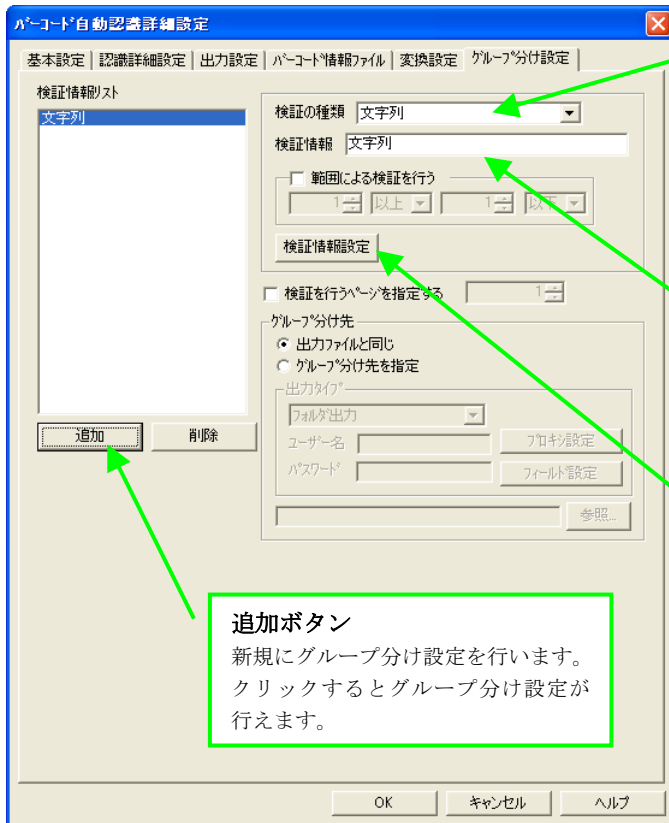 バーコード自動認識詳細設定
基本設定 認識詳細設定 出力設定 バーコード情報ファイル 変換設定 グループ分け設定
検証情報リスト
文字列
検証の種類 文字列
検証情報 文字列
範囲による検証を行う
1 以上 1 以下
検証情報設定
検証を行うページを指定する 1
グループ分け先
出力ファイルと同じ
グループ分け先を指定
出力タイプ
フォルダ出力
ユーザー名 プロキシ設定
パスワード フィールド設定
参照...
追加 削除
追加ボタン
新規にグループ分け設定を行います。
クリックするとグループ分け設定が
行えます。
OK キャンセル ヘルプ